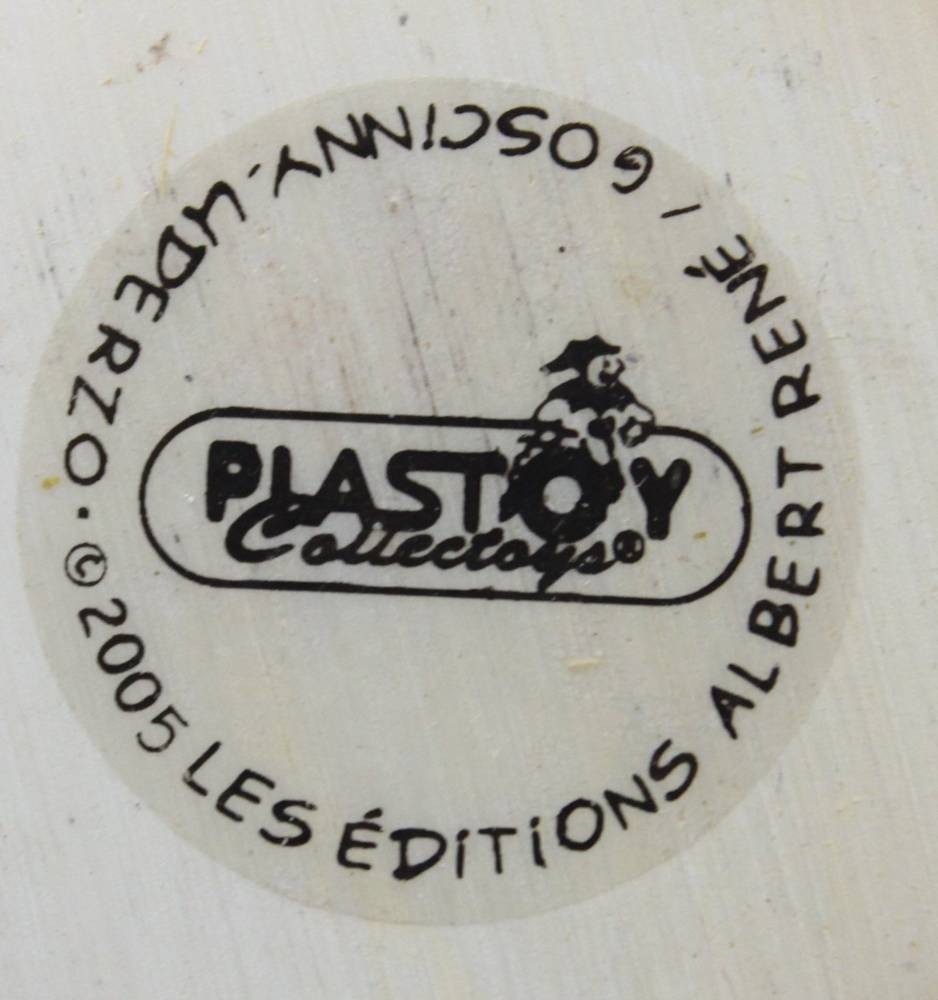 PLASTOY
Collectoys®
© 2005 LES ÉDITIONS ALBERT RENÉ / GOSCINNY-UDERZO.